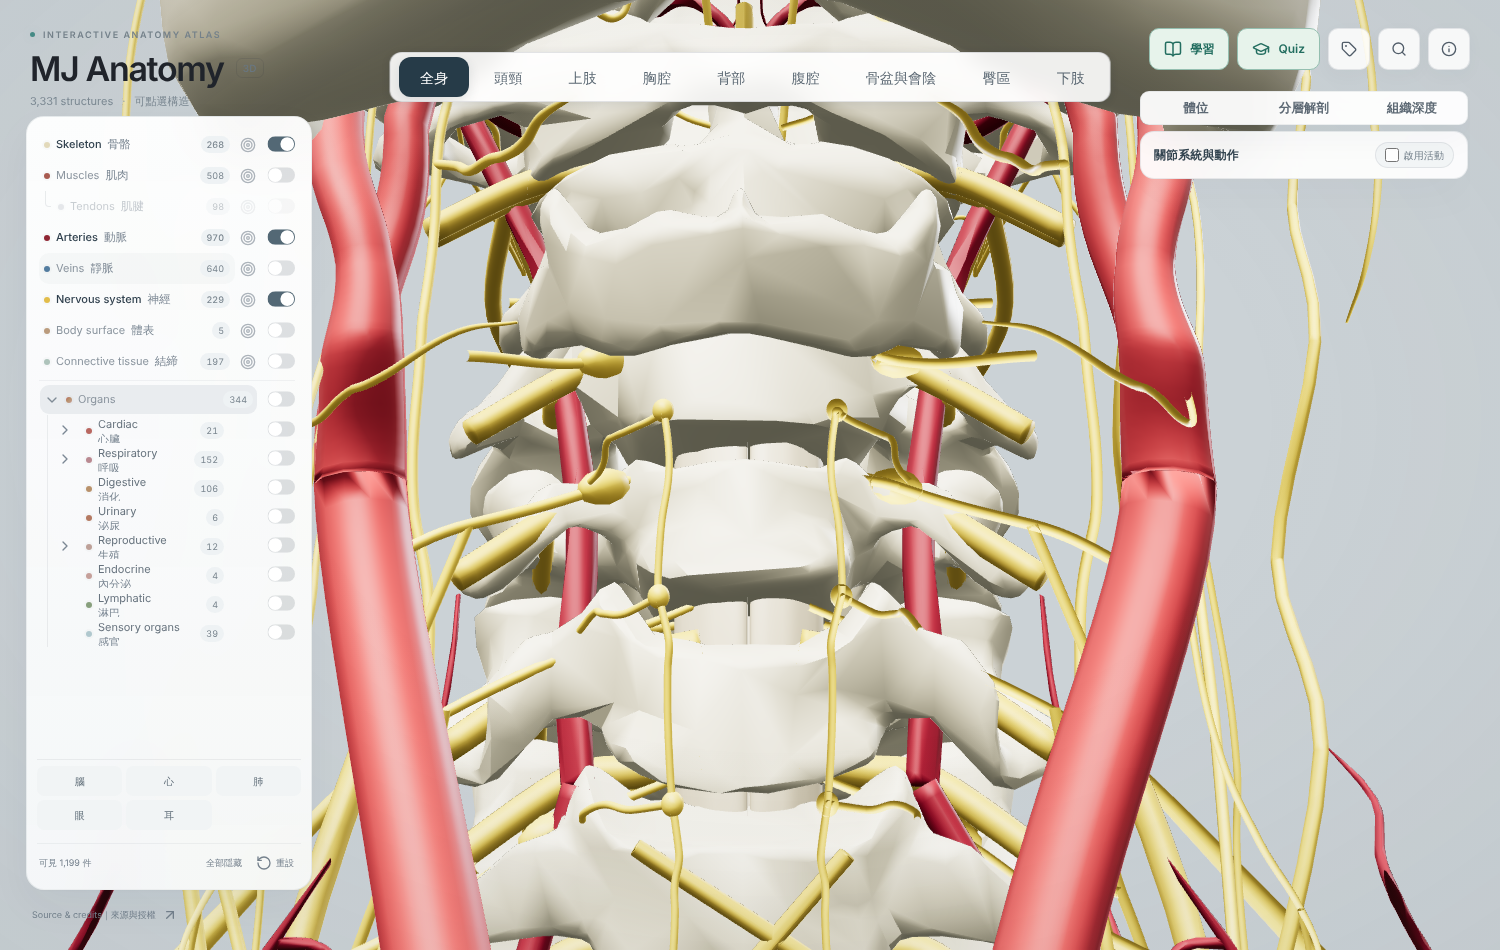 INTERACTIVE ANATOMY ATLAS
MJ Anatomy
3,331 structures · 可點選構造
Skeleton 骨骼 268
Muscles 肌肉 508
Tendons 肌腱 98
Arteries 動脈 970
Veins 靜脈 640
Nervous system 神經 229
Body surface 體表 5
Connective tissue 結締 197
Organs 344
Cardiac 21
心臟
Respiratory 152
呼吸
Digestive 106
消化
Urinary 6
泌尿
Reproductive 12
生殖
Endocrine 4
內分泌
Lymphatic 4
淋巴
Sensory organs 39
感官
腦 心 肺
眼 耳
可見 1,199 件 全部隱藏 重設
Source & credits | 來源與授權
全身 頭頸 上肢 胸腔 背部 腹腔 骨盆與會陰 臀區 下肢
學習 Quiz
體位 分層解剖 組織深度
關節系統與動作 啟用活動